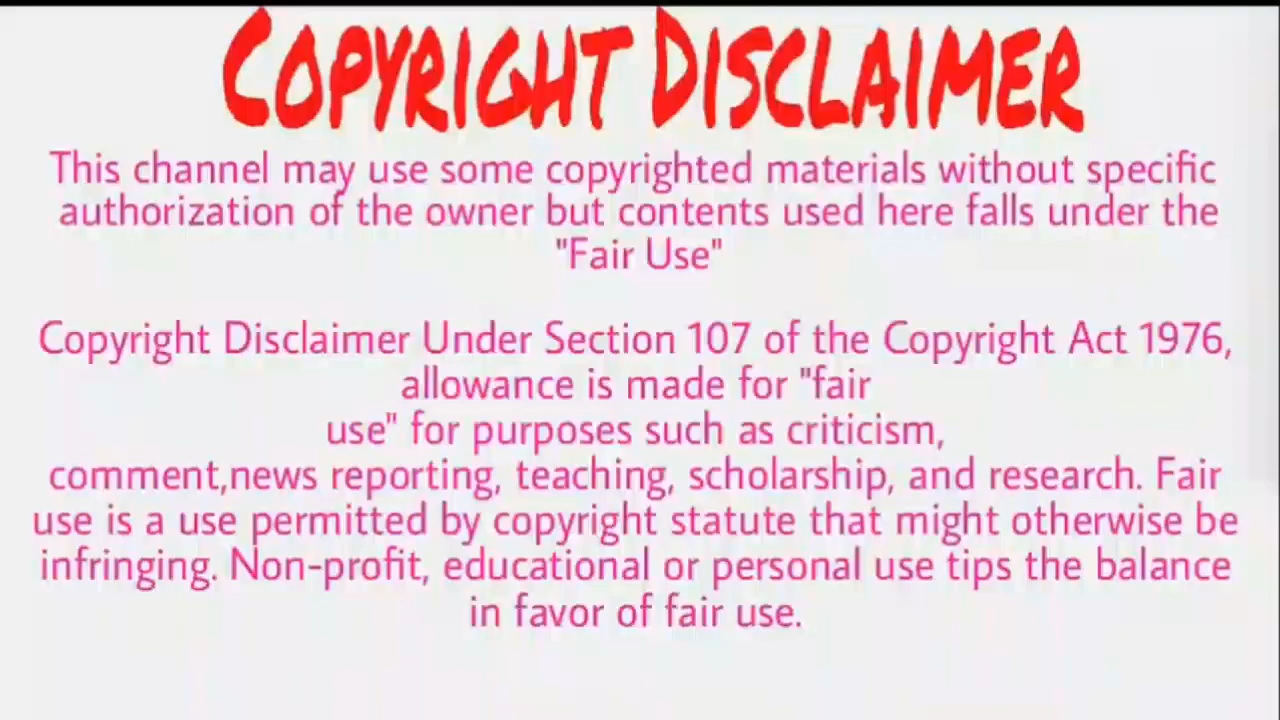 COPYRIGHT DISCLAIMER
This channel may use some copyrighted materials without specific
authorization of the owner but contents used here falls under the
"Fair Use"
Copyright Disclaimer Under Section 107 of the Copyright Act 1976,
allowance is made for "fair
use" for purposes such as criticism,
comment,news reporting, teaching, scholarship, and research. Fair
use is a use permitted by copyright statute that might otherwise be
infringing. Non-profit, educational or personal use tips the balance
in favor of fair use.